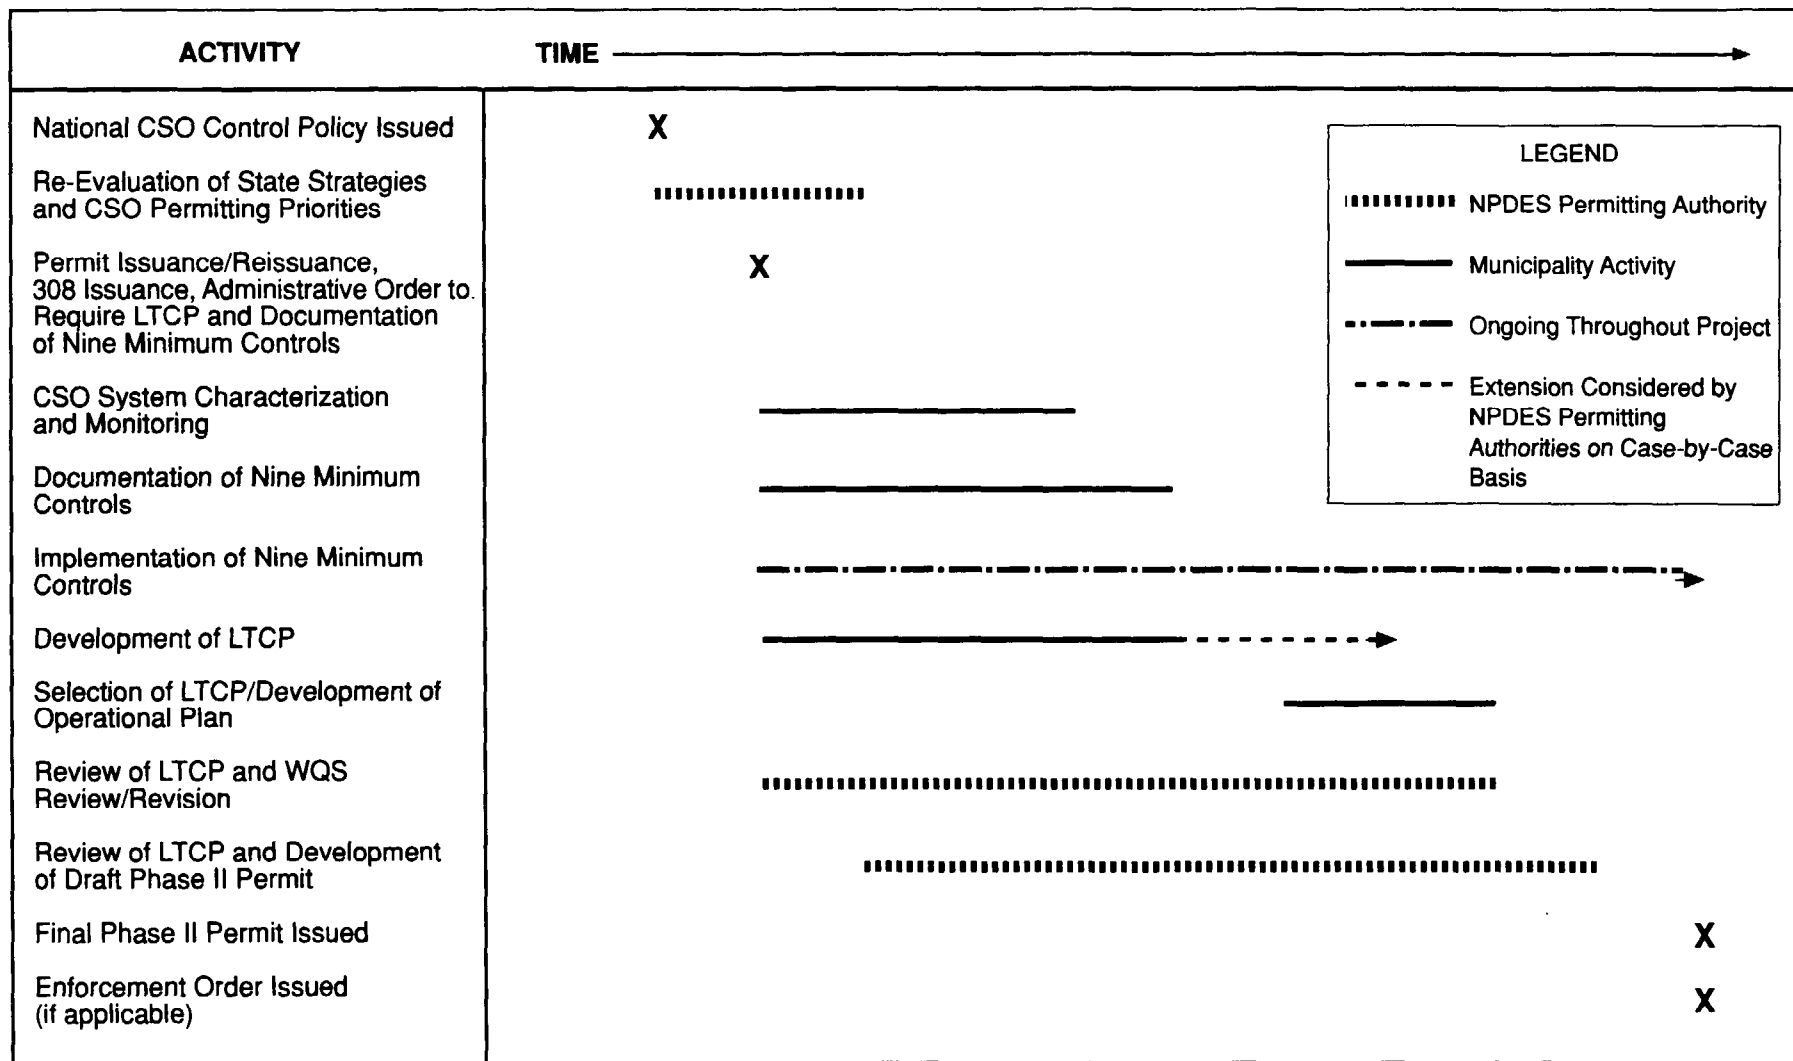 ACTIVITY
TIME
National CSO Control Policy Issued
X
Re-Evaluation of State Strategies
and CSO Permitting Priorities
Permit Issuance/Reissuance,
308 Issuance, Administrative Order to
Require LTCP and Documentation
of Nine Minimum Controls
X
CSO System Characterization
and Monitoring
Documentation of Nine Minimum
Controls
Implementation of Nine Minimum
Controls
Development of LTCP
Selection of LTCP/Development of
Operational Plan
Review of LTCP and WQS
Review/Revision
Review of LTCP and Development
of Draft Phase II Permit
Final Phase II Permit Issued
X
Enforcement Order Issued
(if applicable)
X
LEGEND
NPDES Permitting Authority
Municipality Activity
Ongoing Throughout Project
Extension Considered by
NPDES Permitting
Authorities on Case-by-Case
Basis